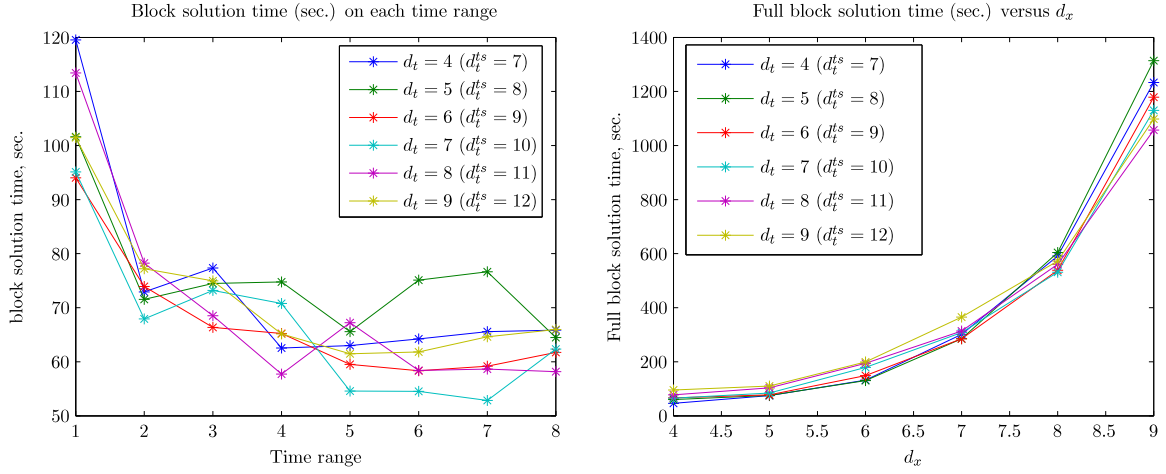 Block solution time (sec.) on each time range
block solution time, sec.
120
110
100
90
80
70
60
50
1 2 3 4 5 6 7 8
Time range
d_t = 4 (d_t^{ts} = 7)
d_t = 5 (d_t^{ts} = 8)
d_t = 6 (d_t^{ts} = 9)
d_t = 7 (d_t^{ts} = 10)
d_t = 8 (d_t^{ts} = 11)
d_t = 9 (d_t^{ts} = 12)
Full block solution time (sec.) versus d_x
Full block solution time, sec.
1400
1200
1000
800
600
400
200
0
4 4.5 5 5.5 6 6.5 7 7.5 8 8.5 9
d_x
d_t = 4 (d_t^{ts} = 7)
d_t = 5 (d_t^{ts} = 8)
d_t = 6 (d_t^{ts} = 9)
d_t = 7 (d_t^{ts} = 10)
d_t = 8 (d_t^{ts} = 11)
d_t = 9 (d_t^{ts} = 12)